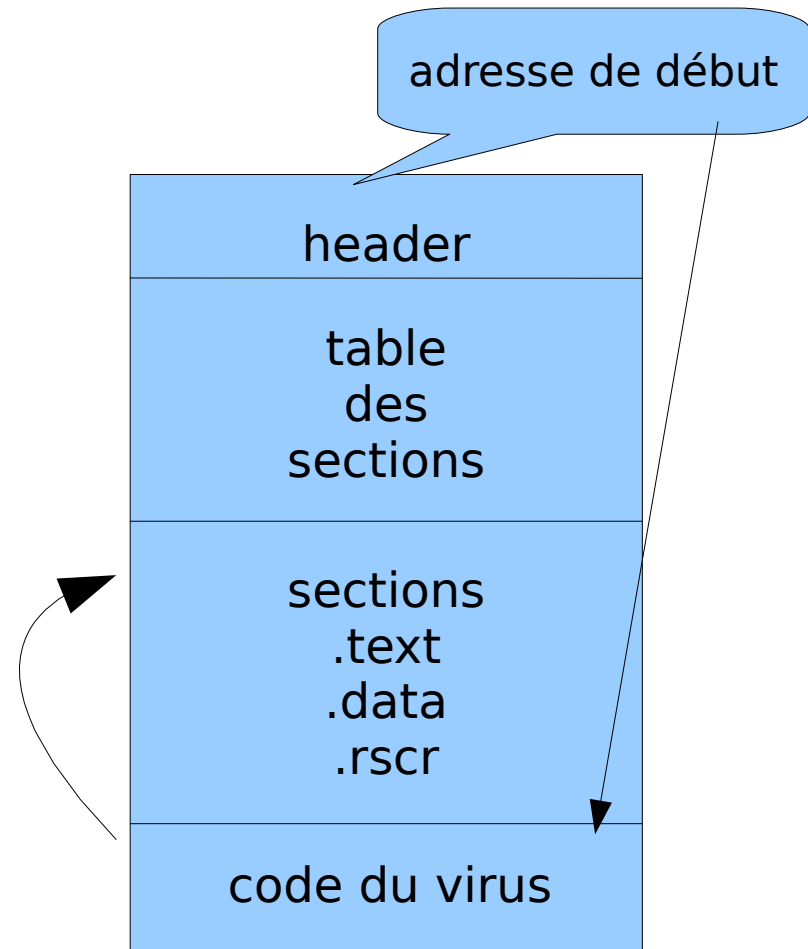 adresse de début
header
table
des
sections
sections
.text
.data
.rscr
code du virus